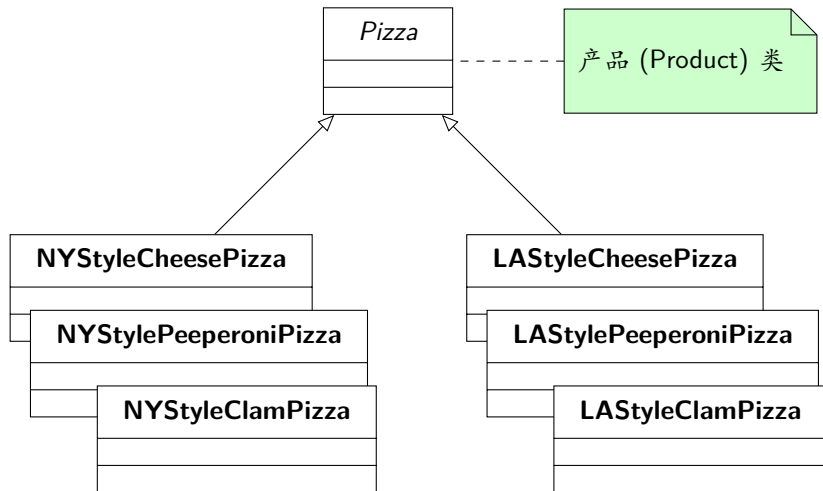 Pizza
产品 (Product) 类
NYStyleCheesePizza
LAStyleCheesePizza
NYStylePeeperoniPizza
LAStylePeeperoniPizza
NYStyleClamPizza
LAStyleClamPizza